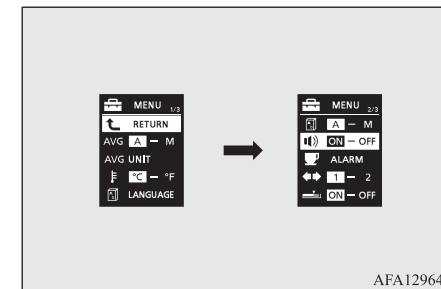 MENU 1/3
RETURN
AVG A – M
AVG UNIT
°C – °F
LANGUAGE
MENU 2/3
A – M
ON – OFF
ALARM
1 – 2
ON – OFF
AFA12964